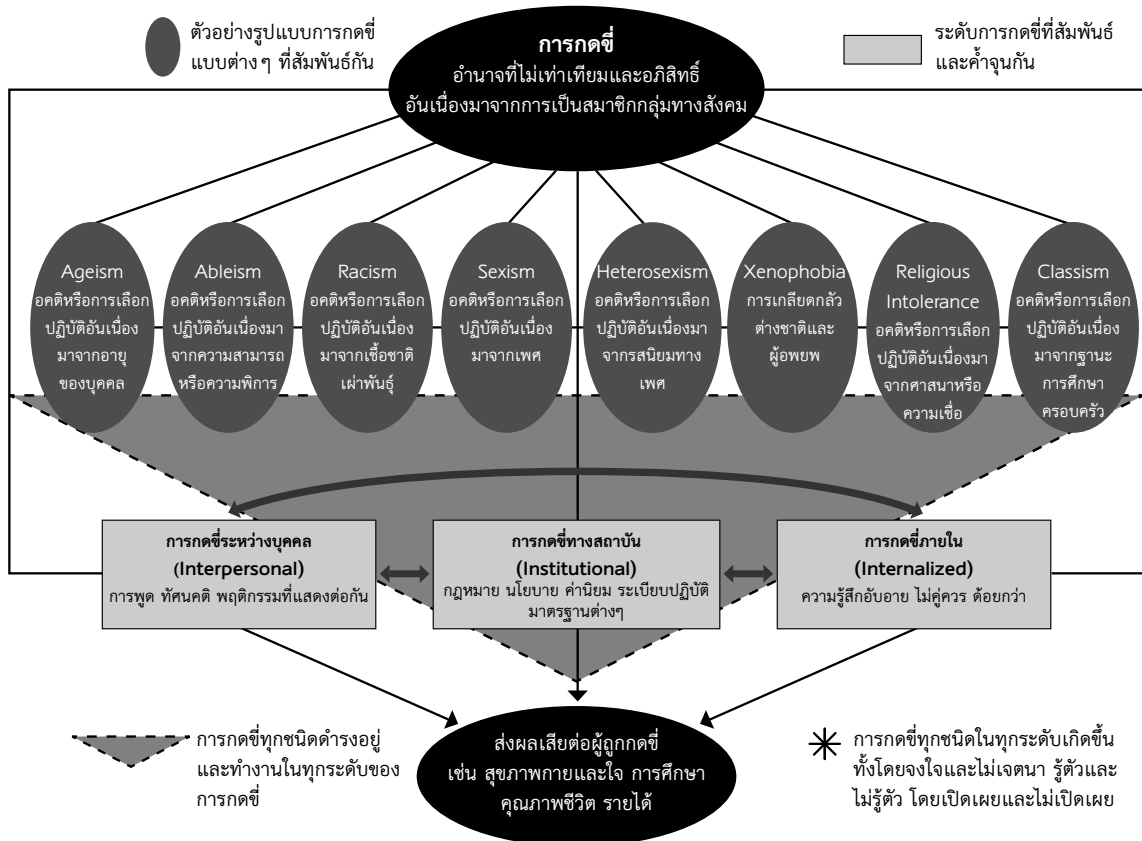 ตัวอย่างรูปแบบการกดขี่
แบบต่างๆ ที่สัมพันธ์กัน
การกดขี่
อำนาจที่ไม่เท่าเทียมและอภิสิทธิ์
อันเนื่องมาจากการเป็นสมาชิกกลุ่มทางสังคม
ระดับการกดขี่ที่สัมพันธ์
และค้ำจุนกัน
Ageism
อคติหรือการเลือก
ปฏิบัติอันเนื่อง
มาจากอายุ
ของบุคคล
Ableism
อคติหรือการเลือก
ปฏิบัติอันเนื่องมา
จากความสามารถ
หรือความพิการ
Racism
อคติหรือการเลือก
ปฏิบัติอันเนื่อง
มาจากเชื้อชาติ
เผ่าพันธุ์
Sexism
อคติหรือการเลือก
ปฏิบัติอันเนื่อง
มาจากเพศ
Heterosexism
อคติหรือการเลือก
ปฏิบัติอันเนื่องมา
จากรสนิยมทาง
เพศ
Xenophobia
การเกลียดกลัว
ต่างชาติและ
ผู้อพยพ
Religious
Intolerance
อคติหรือการเลือก
ปฏิบัติอันเนื่องมา
จากศาสนาหรือ
ความเชื่อ
Classism
อคติหรือการเลือก
ปฏิบัติอันเนื่อง
มาจากฐานะ
การศึกษา
ครอบครัว
การกดขี่ระหว่างบุคคล
(Interpersonal)
การพูด ทัศนคติ พฤติกรรมที่แสดงต่อกัน
การกดขี่ทางสถาบัน
(Institutional)
กฎหมาย นโยบาย ค่านิยม ระเบียบปฏิบัติ
มาตรฐานต่างๆ
การกดขี่ภายใน
(Internalized)
ความรู้สึกอับอาย ไม่คู่ควร ด้อยกว่า
การกดขี่ทุกชนิดดำรงอยู่
และทำงานในทุกระดับของ
การกดขี่
ส่งผลเสียต่อผู้ถูกกดขี่
เช่น สุขภาพกายและใจ การศึกษา
คุณภาพชีวิต รายได้
การกดขี่ทุกชนิดในทุกระดับเกิดขึ้น
ทั้งโดยจงใจและไม่เจตนา รู้ตัวและ
ไม่รู้ตัว โดยเปิดเผยและไม่เปิดเผย